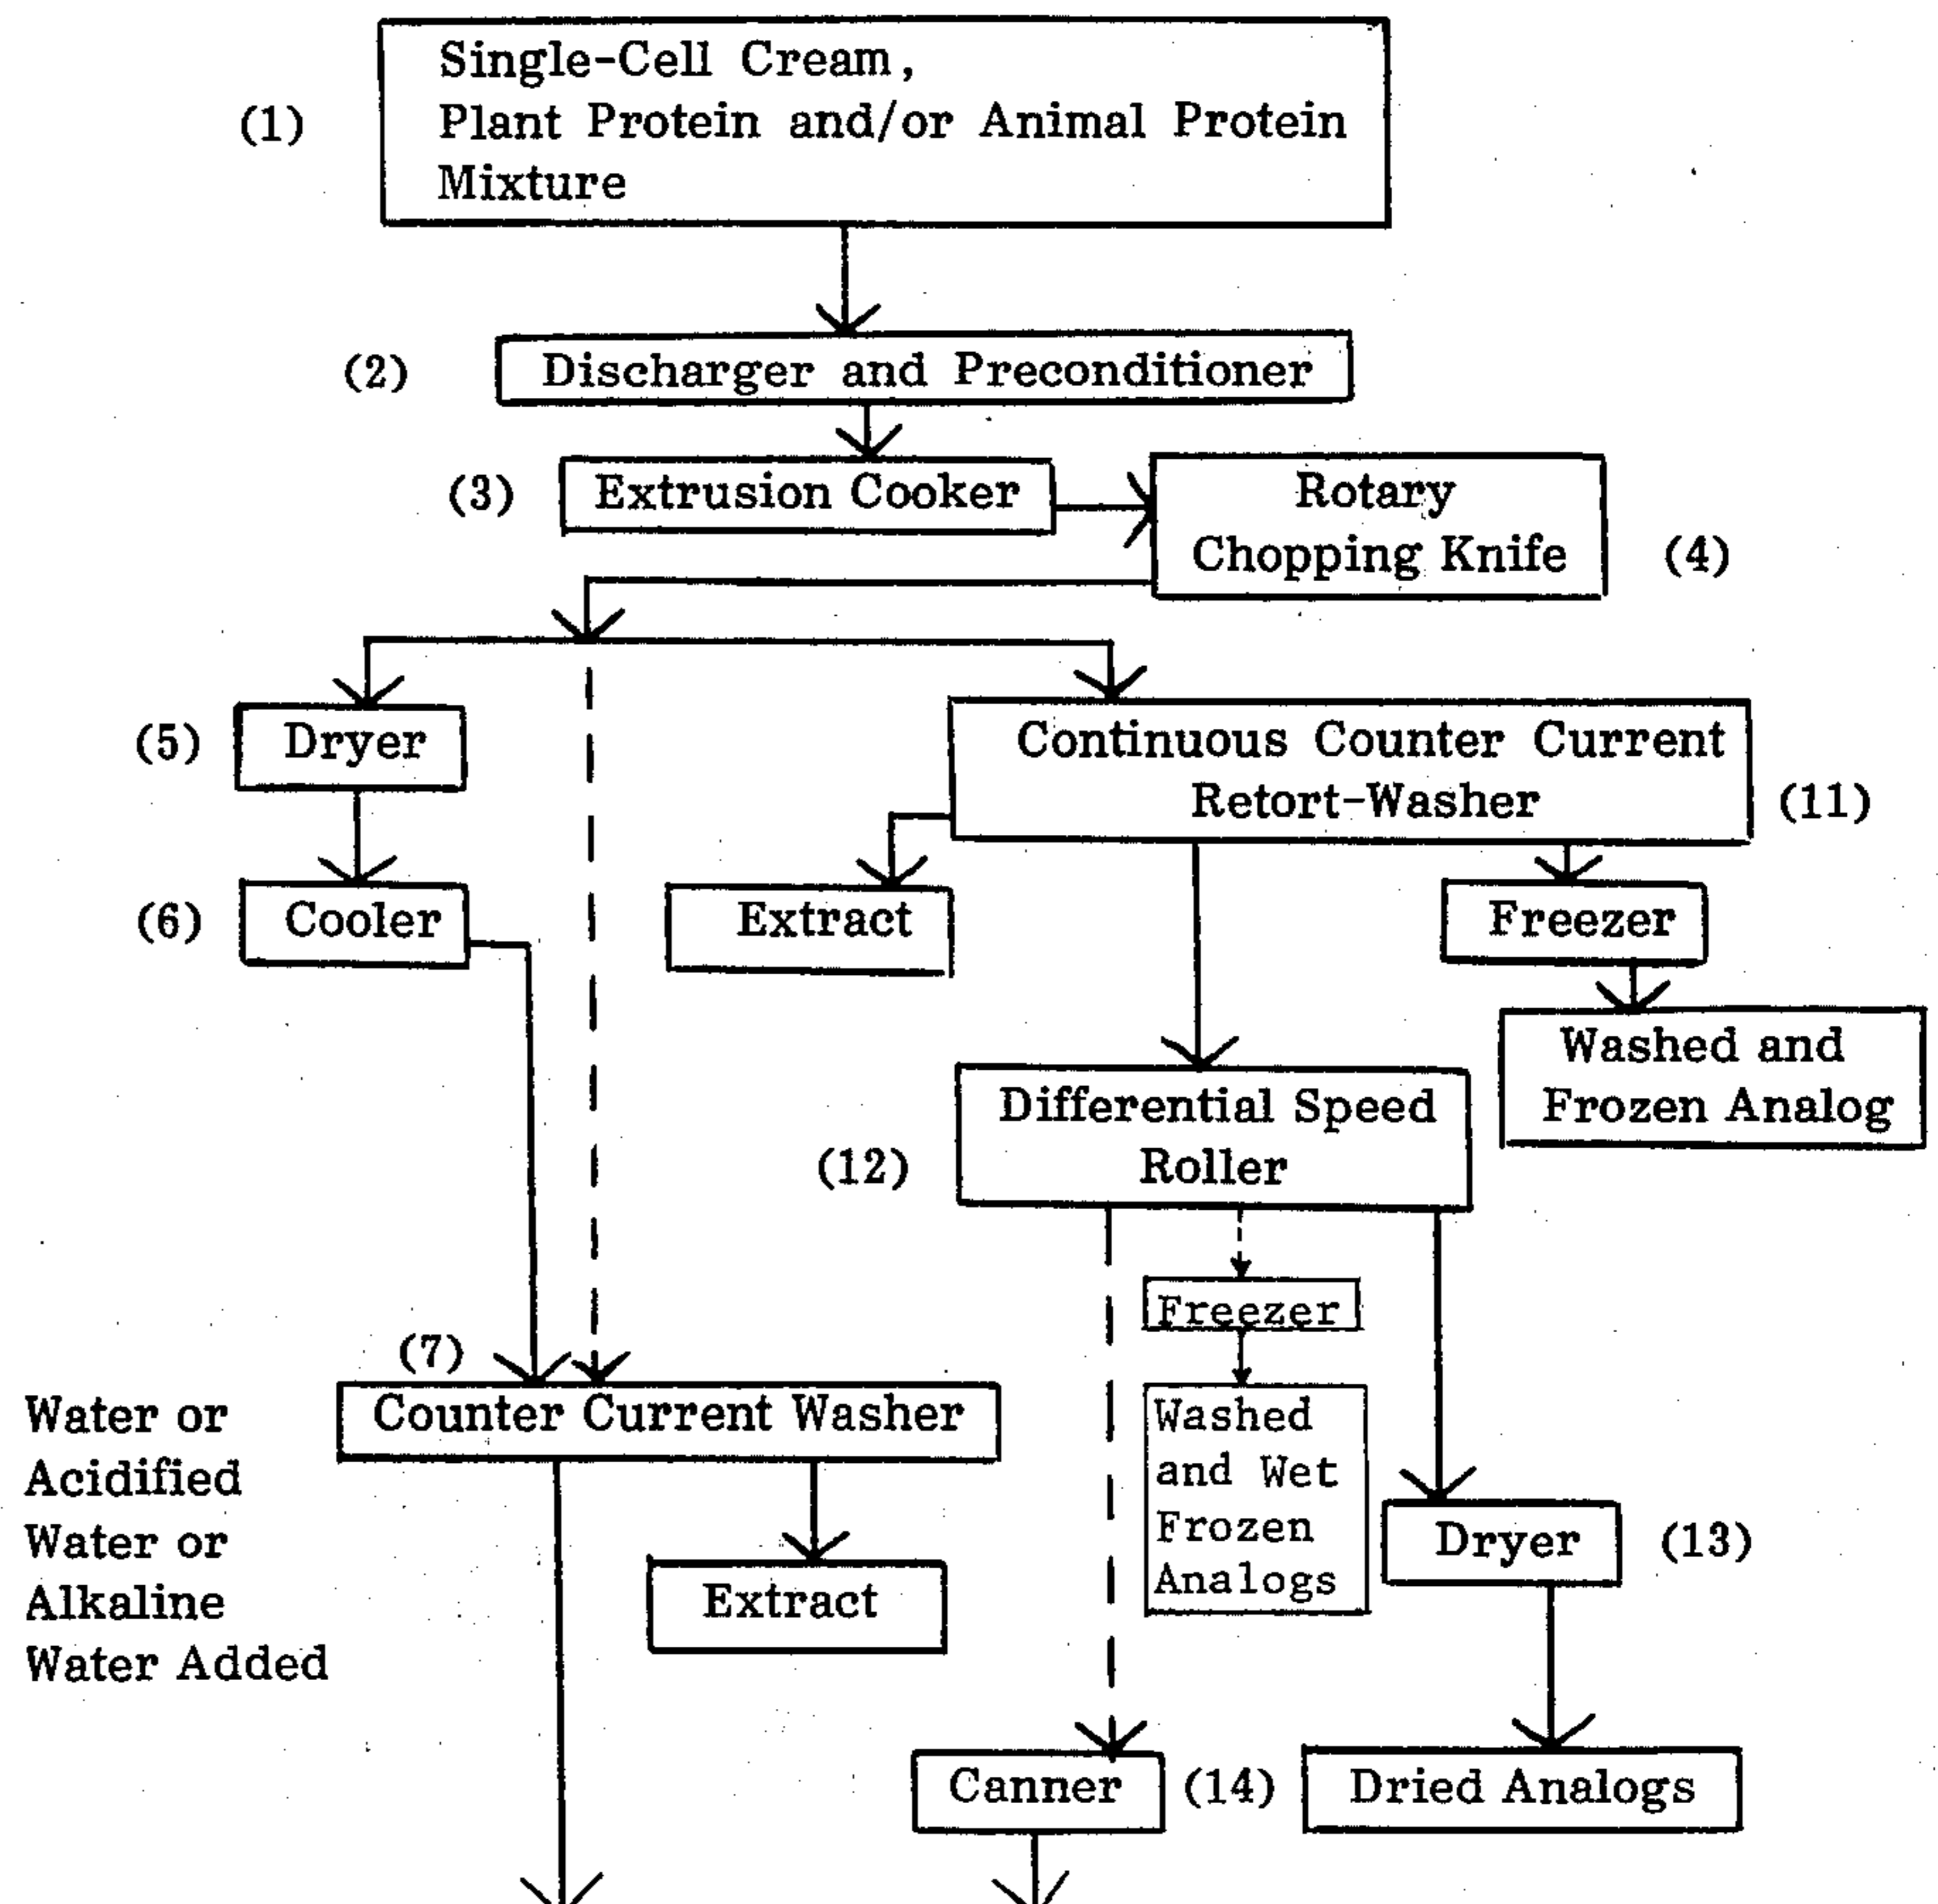 Single-Cell Cream,
(1)
Plant Protein and/or Animal Protein
Mixture
(2)
Discharger and Preconditioner
(3)
Extrusion Cooker
Rotary
Chopping Knife
(4)
(5)
Dryer
Continuous Counter Current
Retort-Washer
(11)
(6)
Cooler
Extract
Freezer
Washed and
Frozen Analog
Differential Speed
Roller
(12)
Freezer
(7)
Counter Current Washer
Water or
Acidified
Water or
Alkaline
Water Added
Extract
Washed
and Wet
Frozen
Analogs
Dryer
(13)
Canner
(14)
Dried Analogs